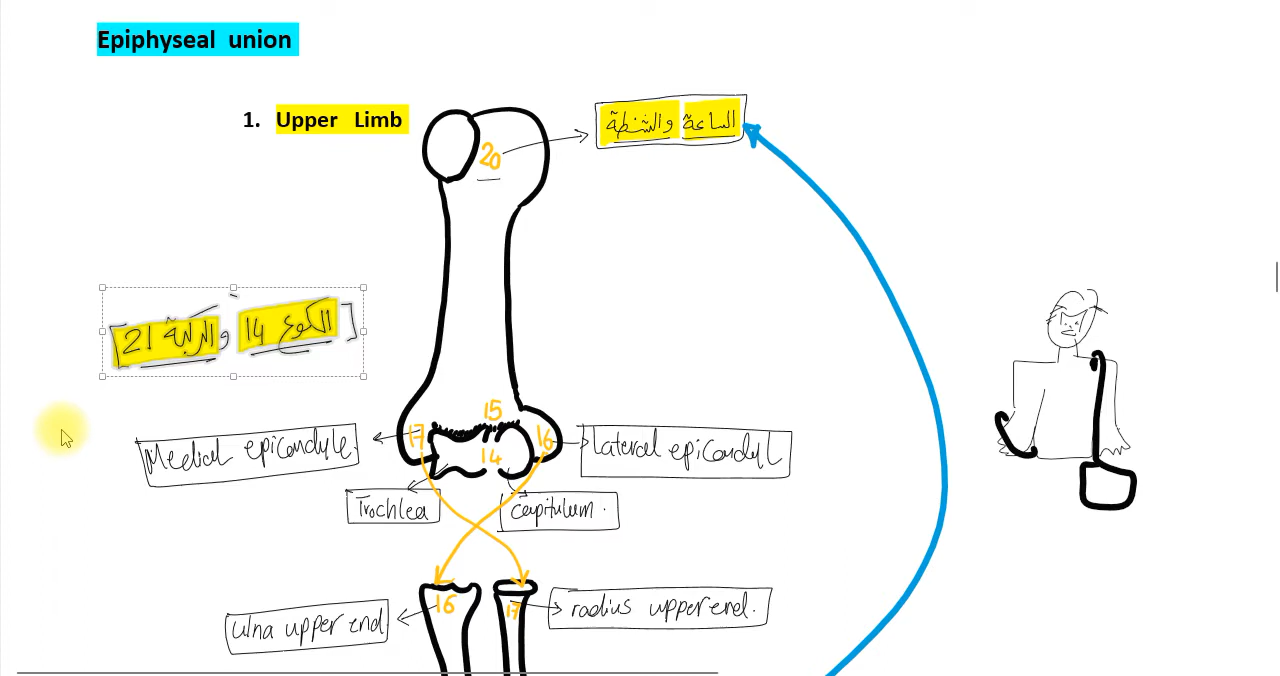 Epiphyseal union
1. Upper Limb
الساعة والشنطة
20
[الكوع 14 والركبة 21]
15
17
16
14
Medial epicondyle
lateral epicondyl
Trochlea
capitulum.
16
17
ulna upper end
radius upper end.